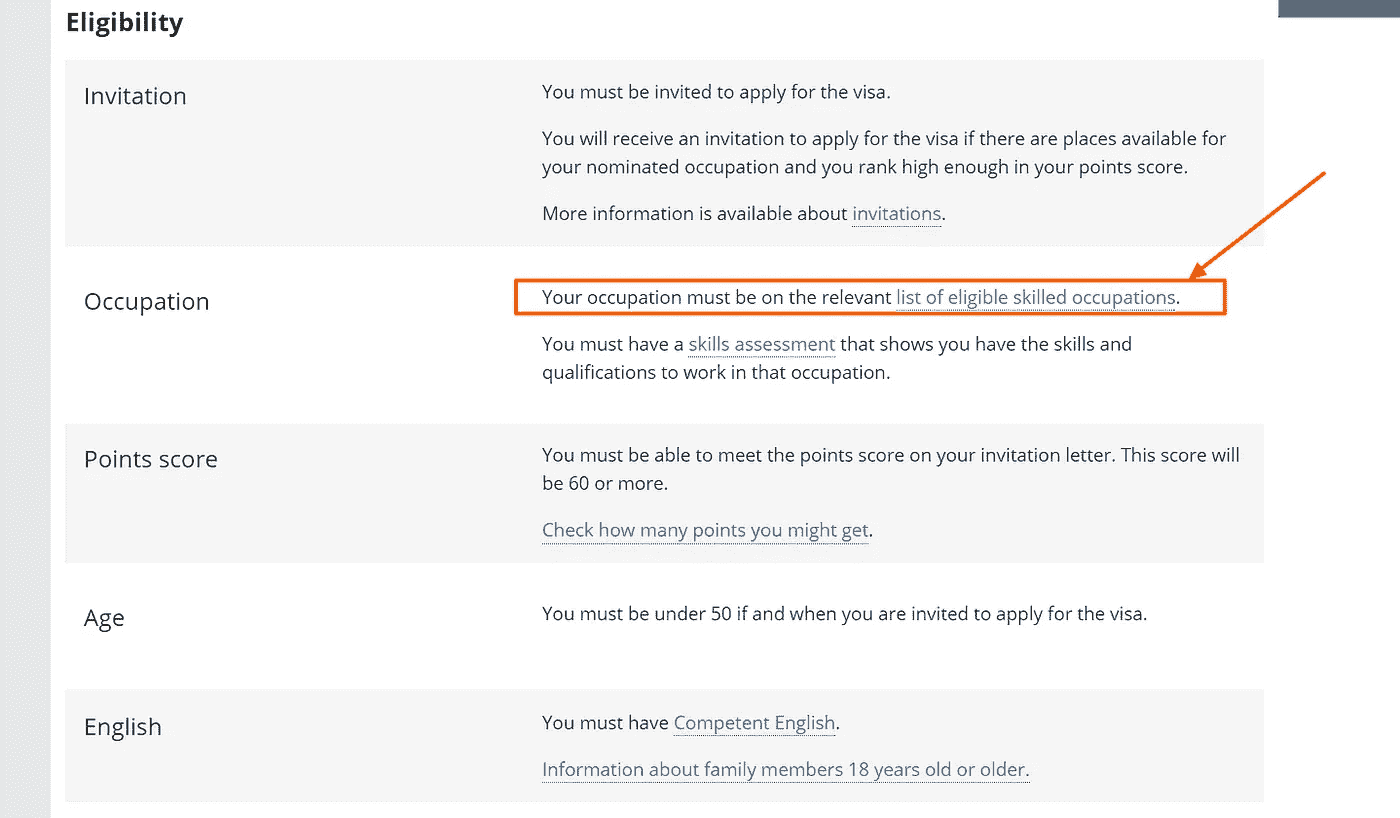 Eligibility
Invitation
You must be invited to apply for the visa.
You will receive an invitation to apply for the visa if there are places available for
your nominated occupation and you rank high enough in your points score.
More information is available about invitations.
Occupation
Your occupation must be on the relevant list of eligible skilled occupations.
You must have a skills assessment that shows you have the skills and
qualifications to work in that occupation.
Points score
You must be able to meet the points score on your invitation letter. This score will
be 60 or more.
Check how many points you might get.
Age
You must be under 50 if and when you are invited to apply for the visa.
English
You must have Competent English.
Information about family members 18 years old or older.